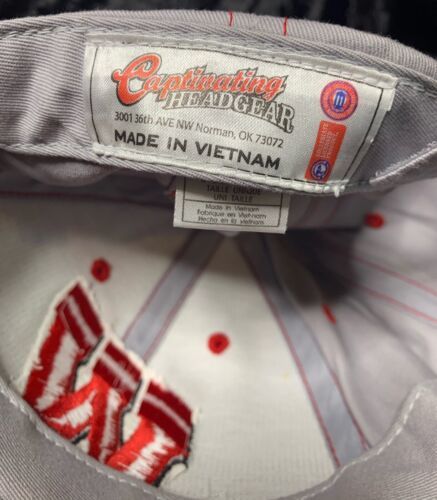 Captivating
HEADGEAR
3001 36th AVE NW Norman, OK 73072
MADE IN VIETNAM
TAILLE UNIQUE
UNI TAILLE
Made in Vietnam
Fabriqué en Vietnam
Hecho en Vietnam